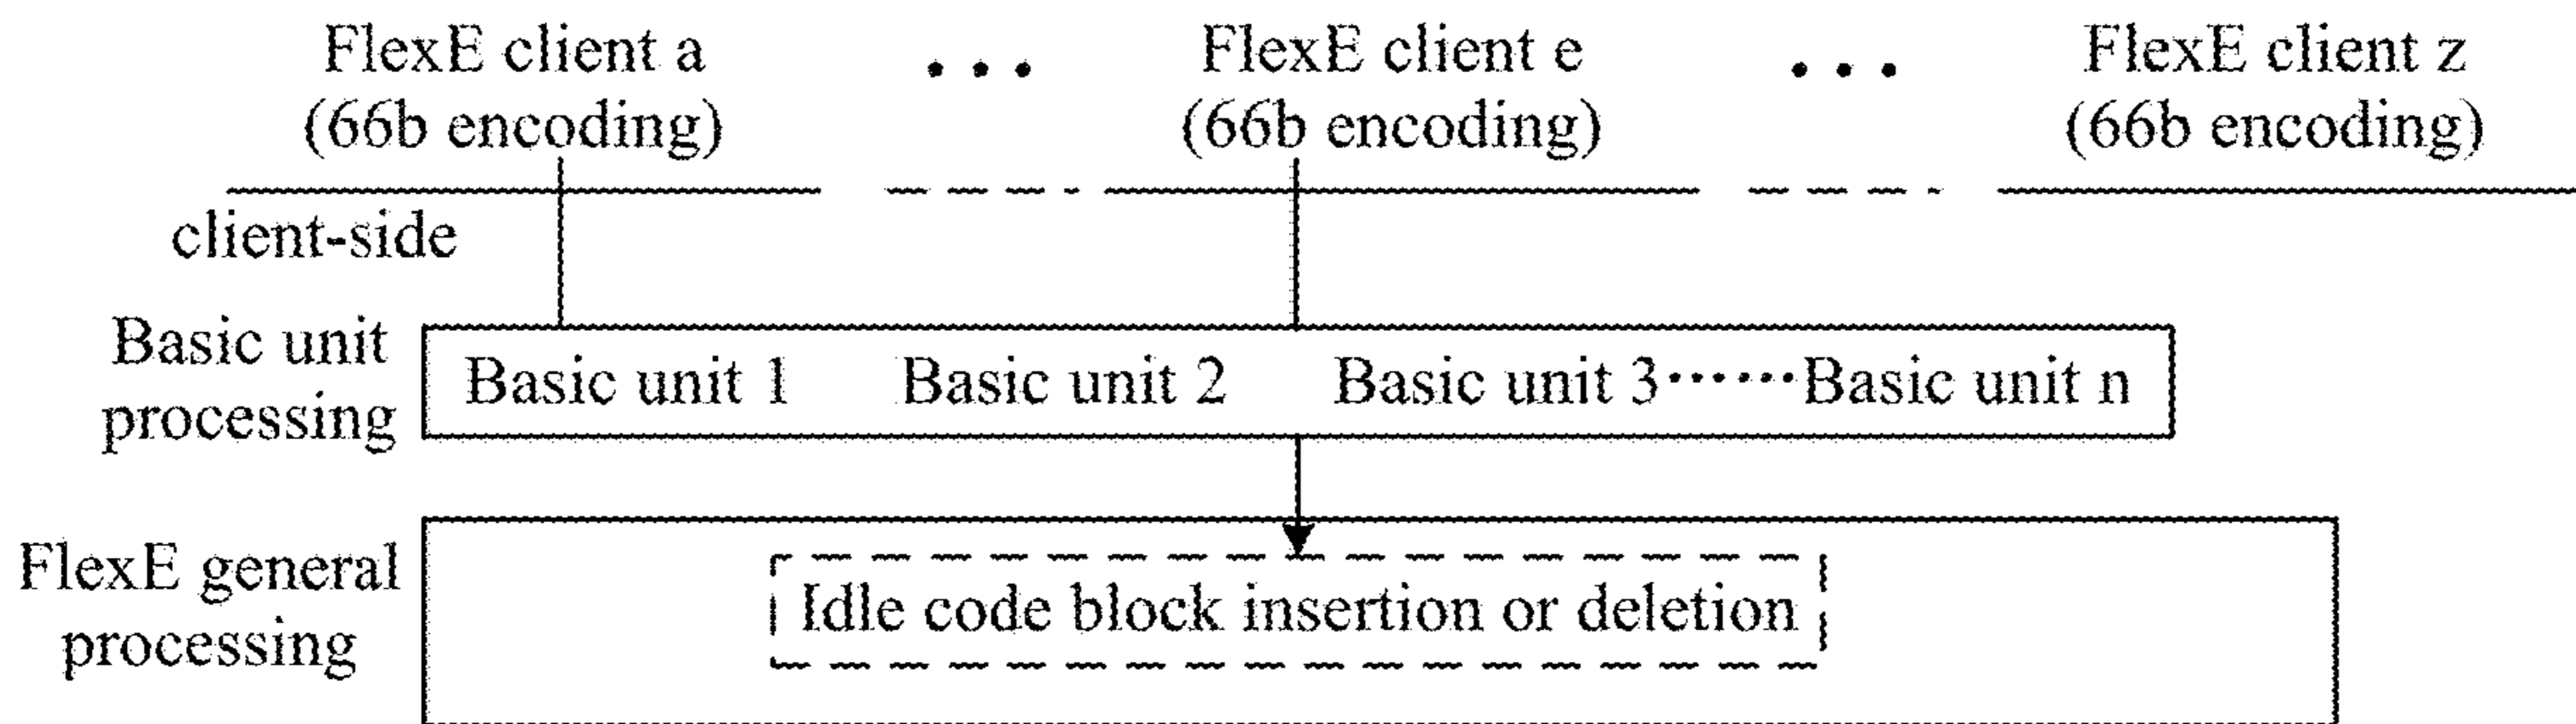 FlexE client a ... FlexE client e ... FlexE client z
(66b encoding) (66b encoding) (66b encoding)
client-side
Basic unit
processing
Basic unit 1 Basic unit 2 Basic unit 3······Basic unit n
FlexE general
processing
Idle code block insertion or deletion